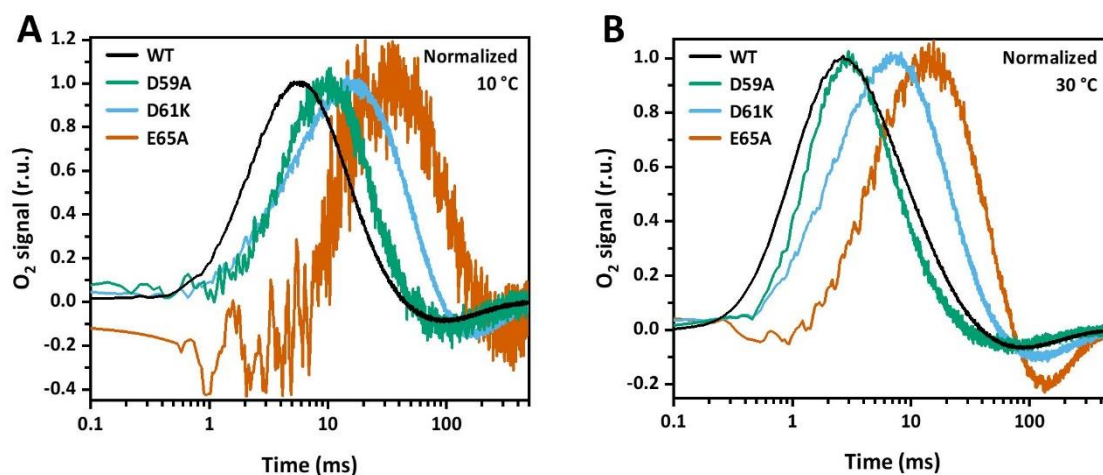 A
WT
D59A
D61K
E65A
Normalized
10 °C
O₂ signal (r.u.)
1.2
1.0
0.8
0.6
0.4
0.2
0.0
-0.2
-0.4
0.1 1 10 100
Time (ms)
B
WT
D59A
D61K
E65A
Normalized
30 °C
O₂ signal (r.u.)
1.0
0.8
0.6
0.4
0.2
0.0
-0.2
0.1 1 10 100
Time (ms)